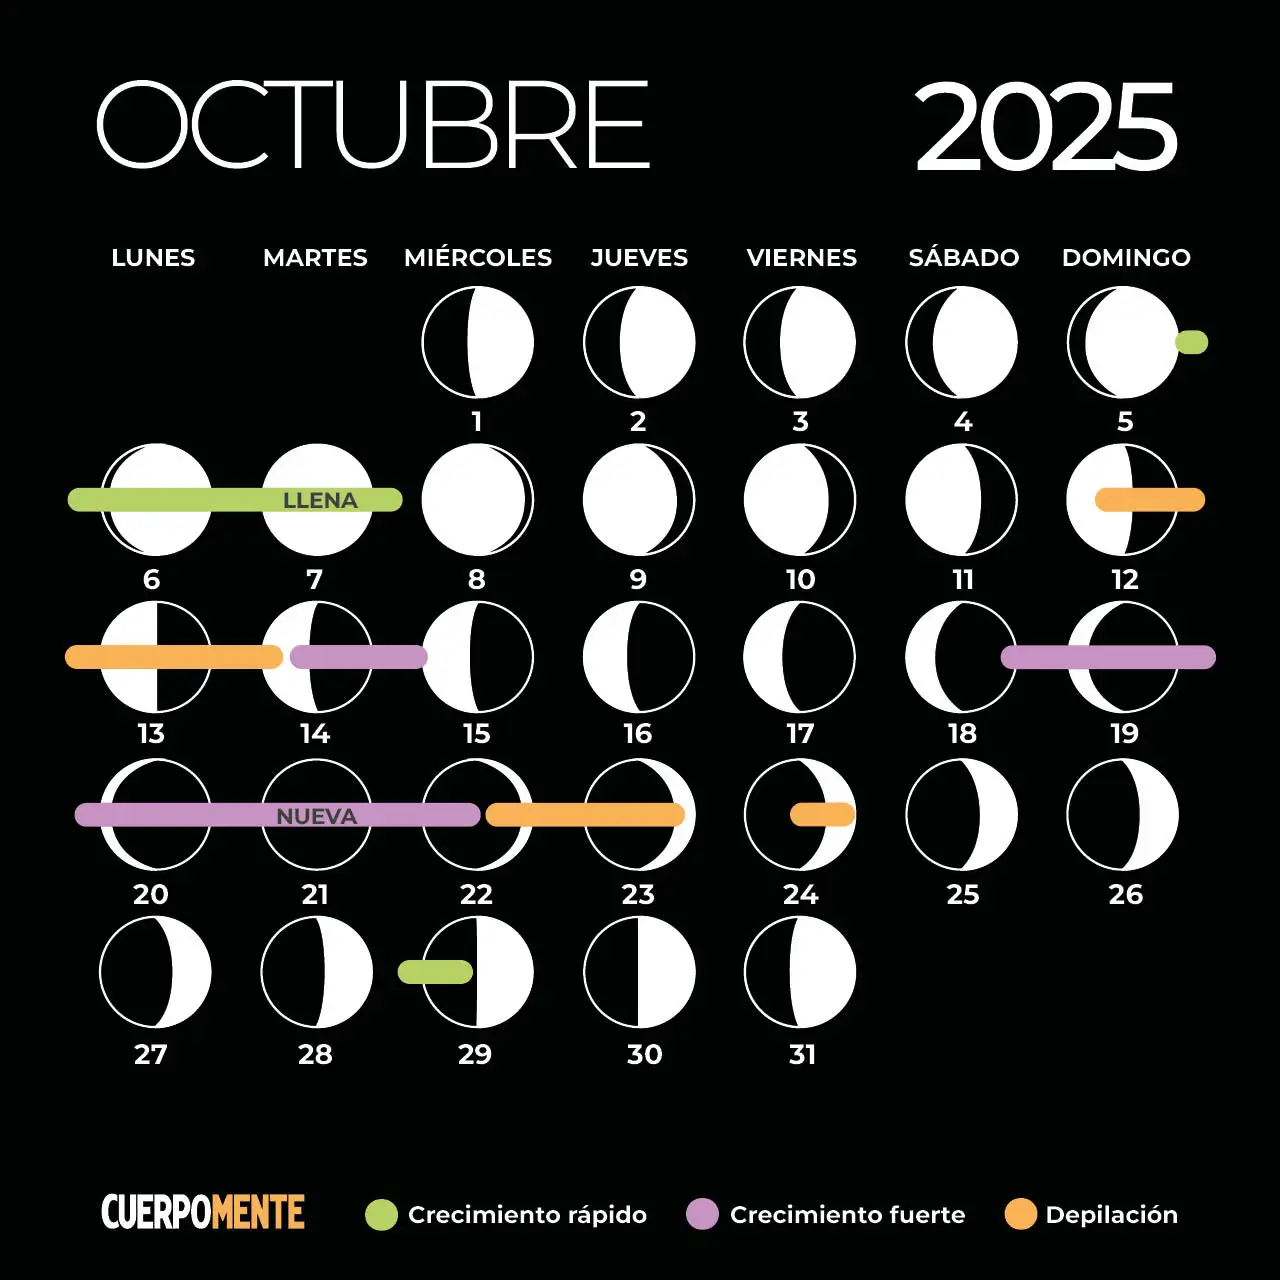 OCTUBRE 2025
LUNES MARTES MIÉRCOLES JUEVES VIERNES SÁBADO DOMINGO
1 2 3 4 5
LLENA
6 7 8 9 10 11 12
13 14 15 16 17 18 19
NUEVA
20 21 22 23 24 25 26
27 28 29 30 31
CUERPOMENTE Crecimiento rápido Crecimiento fuerte Depilación